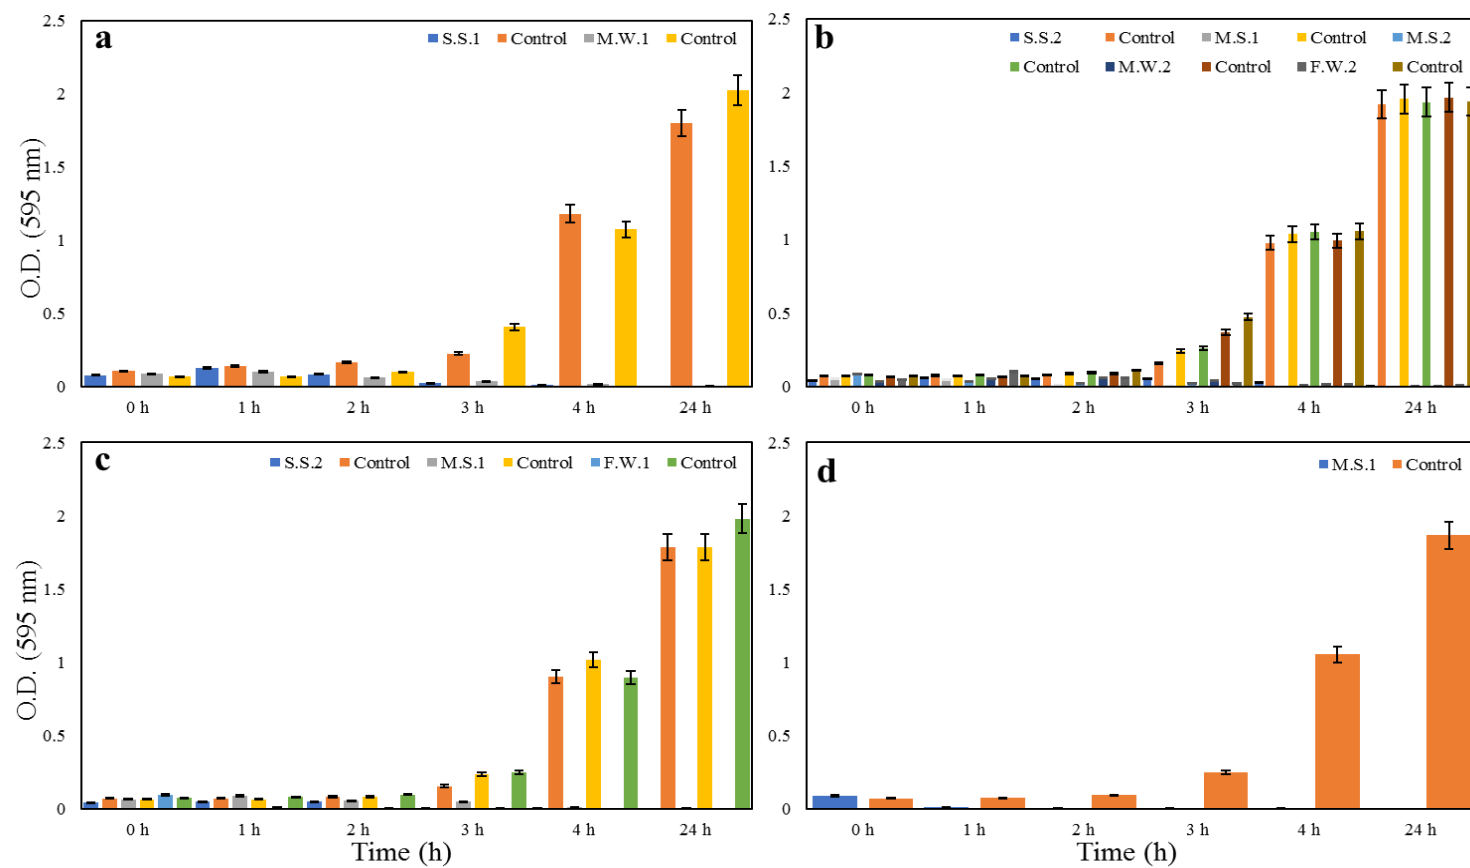 a
S.S.1 Control M.W.1 Control
2.5
2
1.5
1
0.5
0
O.D. (595 nm)
0 h 1 h 2 h 3 h 4 h 24 h
b
S.S.2 Control M.S.1 Control M.S.2
Control M.W.2 Control F.W.2 Control
2.5
2
1.5
1
0.5
0
0 h 1 h 2 h 3 h 4 h 24 h
c
S.S.2 Control M.S.1 Control F.W.1 Control
2.5
2
1.5
1
0.5
0
O.D. (595 nm)
0 h 1 h 2 h 3 h 4 h 24 h
Time (h)
d
M.S.1 Control
2.5
2
1.5
1
0.5
0
0 h 1 h 2 h 3 h 4 h 24 h
Time (h)